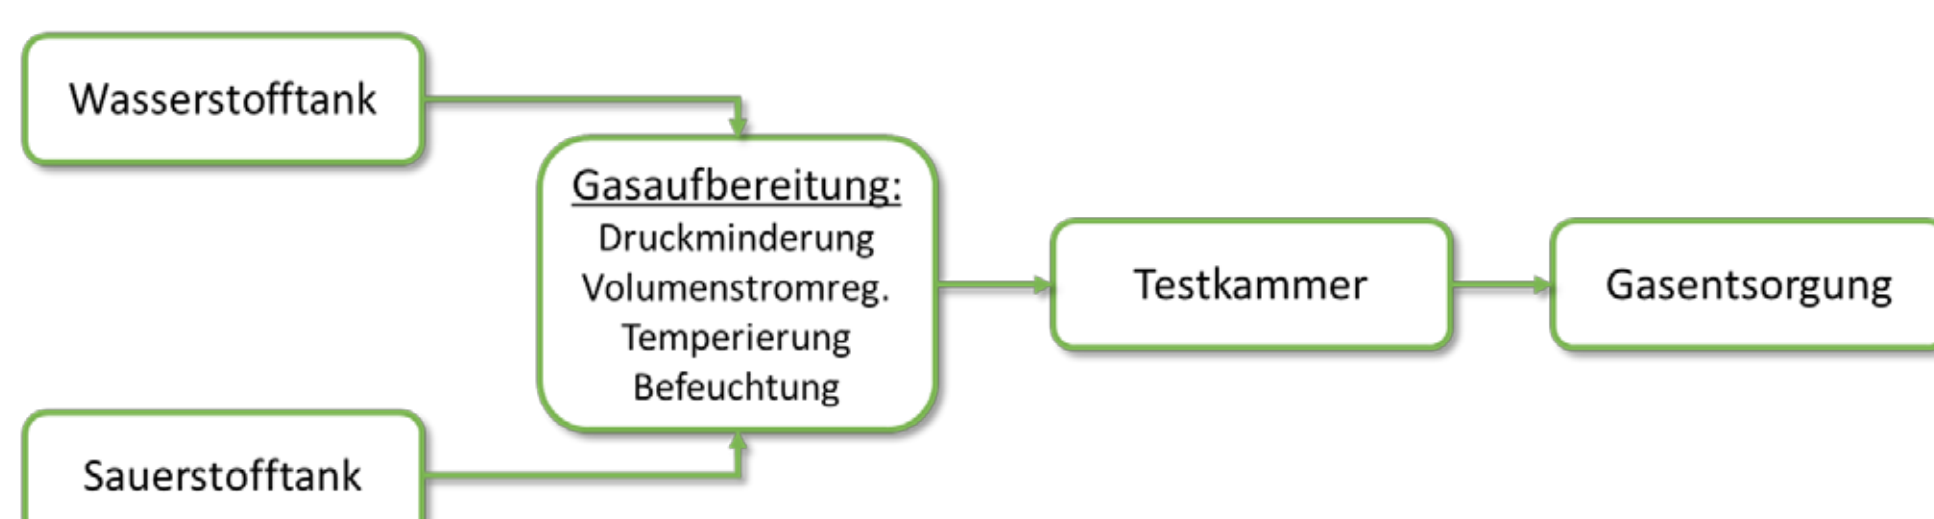 Wasserstofftank
Gasaufbereitung:
Druckminderung
Volumenstromreg.
Temperierung
Befeuchtung
Testkammer
Gasentsorgung
Sauerstofftank